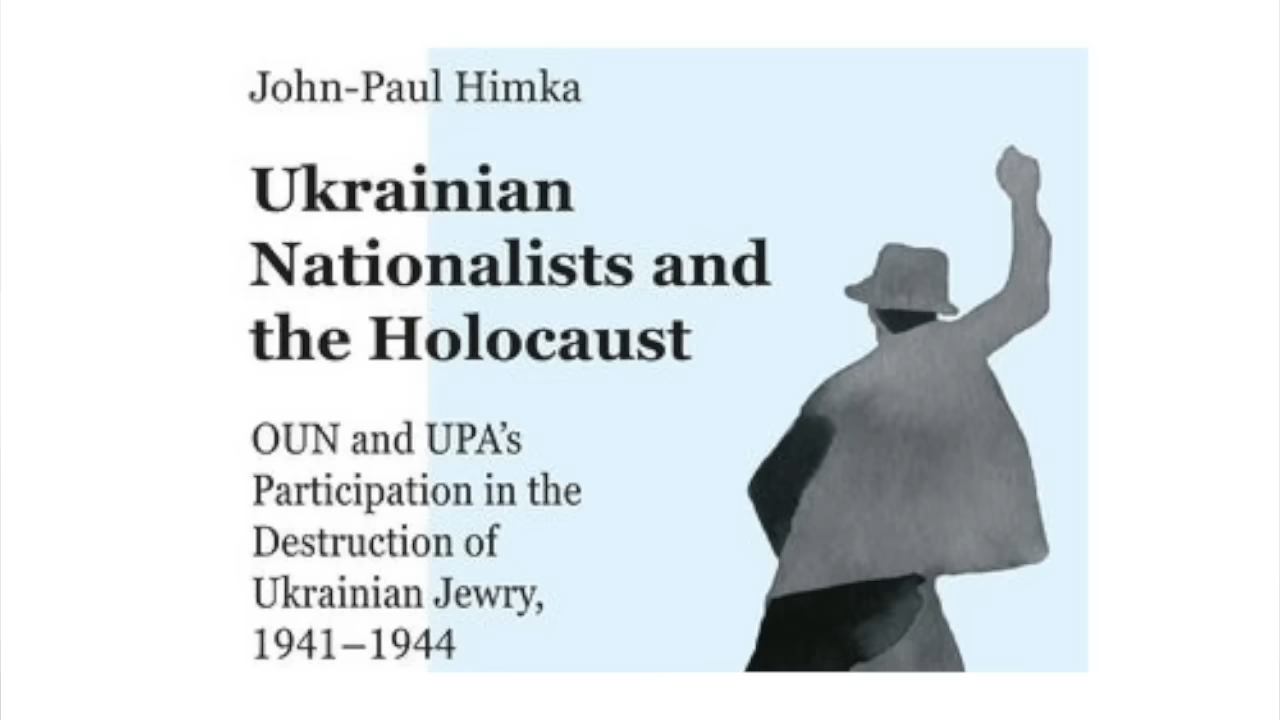 John-Paul Himka
Ukrainian
Nationalists and
the Holocaust
OUN and UPA’s
Participation in the
Destruction of
Ukrainian Jewry,
1941–1944